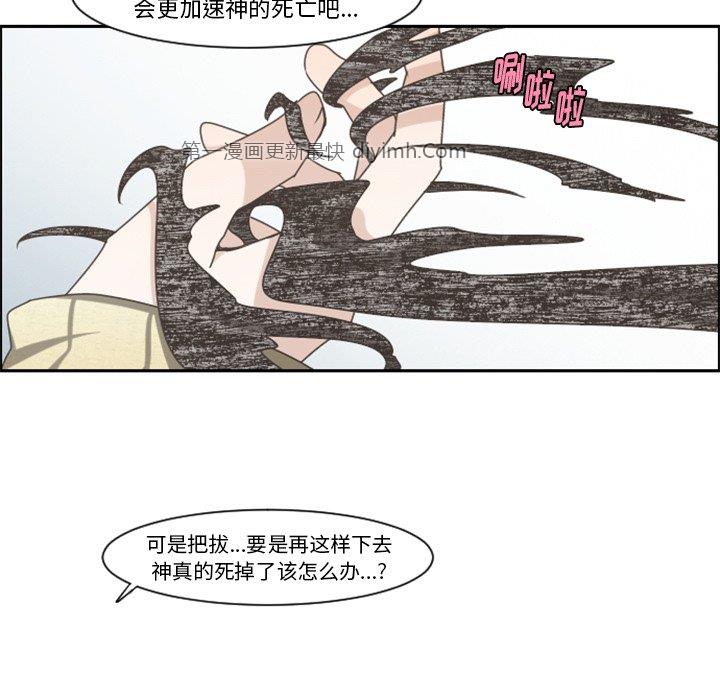 会更加速神的死亡吧...
唰啦啦
第一漫画更新最快 diyimh.Com
可是把拔...要是再这样下去
神真的死掉了该怎么办...?